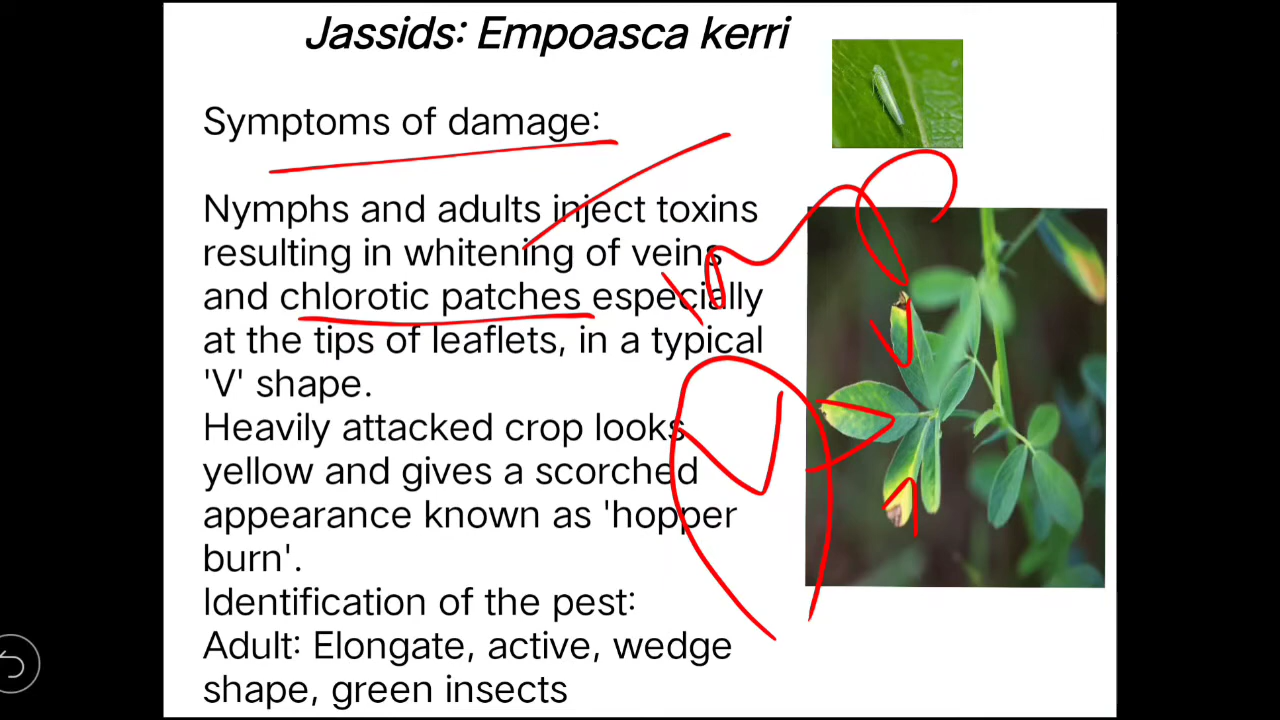 Jassids: Empoasca kerri
Symptoms of damage:
Nymphs and adults inject toxins
resulting in whitening of veins
and chlorotic patches especially
at the tips of leaflets, in a typical
'V' shape.
Heavily attacked crop looks
yellow and gives a scorched
appearance known as 'hopper
burn'.
Identification of the pest:
Adult: Elongate, active, wedge
shape, green insects